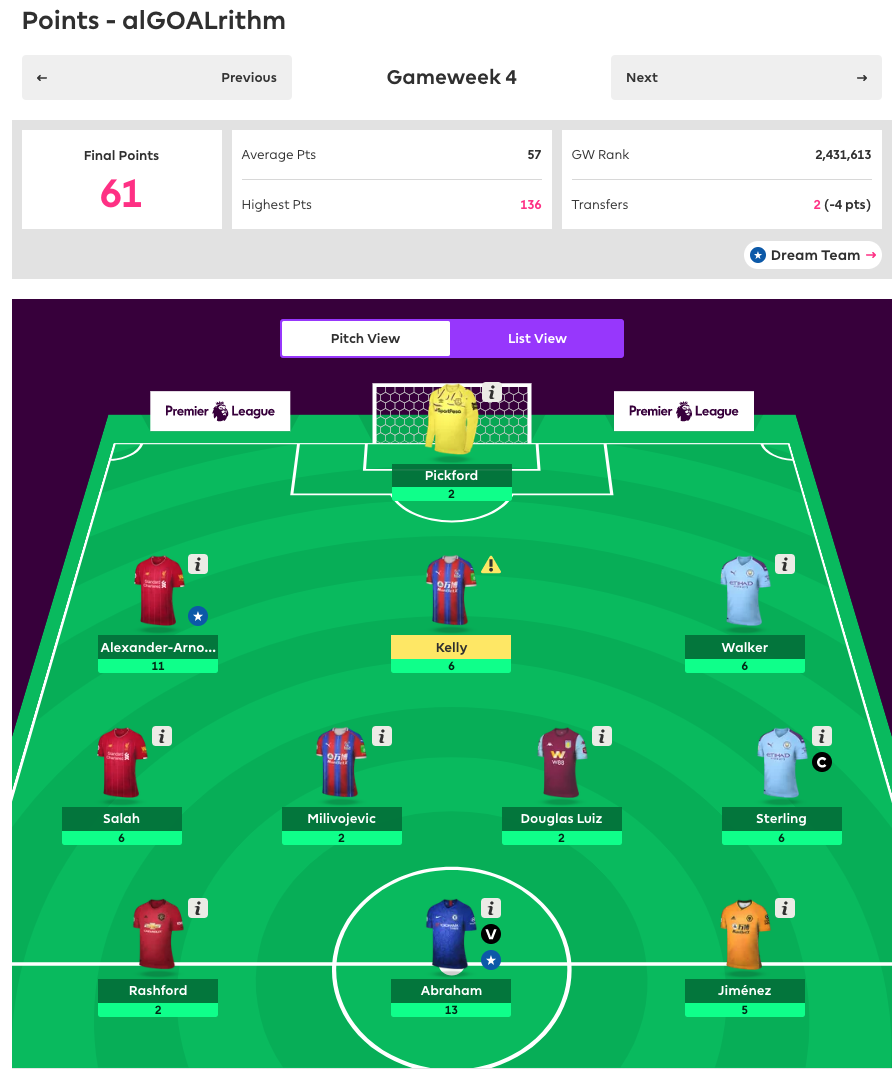 Points - alGOALrithm
← Previous
Gameweek 4
Next →
Final Points
61
Average Pts 57
Highest Pts 136
GW Rank 2,431,613
Transfers 2 (-4 pts)
Dream Team →
Pitch View
List View
Premier League
Premier League
Pickford
2
Alexander-Arno...
11
Kelly
6
Walker
6
Salah
6
Milivojevic
2
Douglas Luiz
2
C
Sterling
6
Rashford
2
V
Abraham
13
Jiménez
5